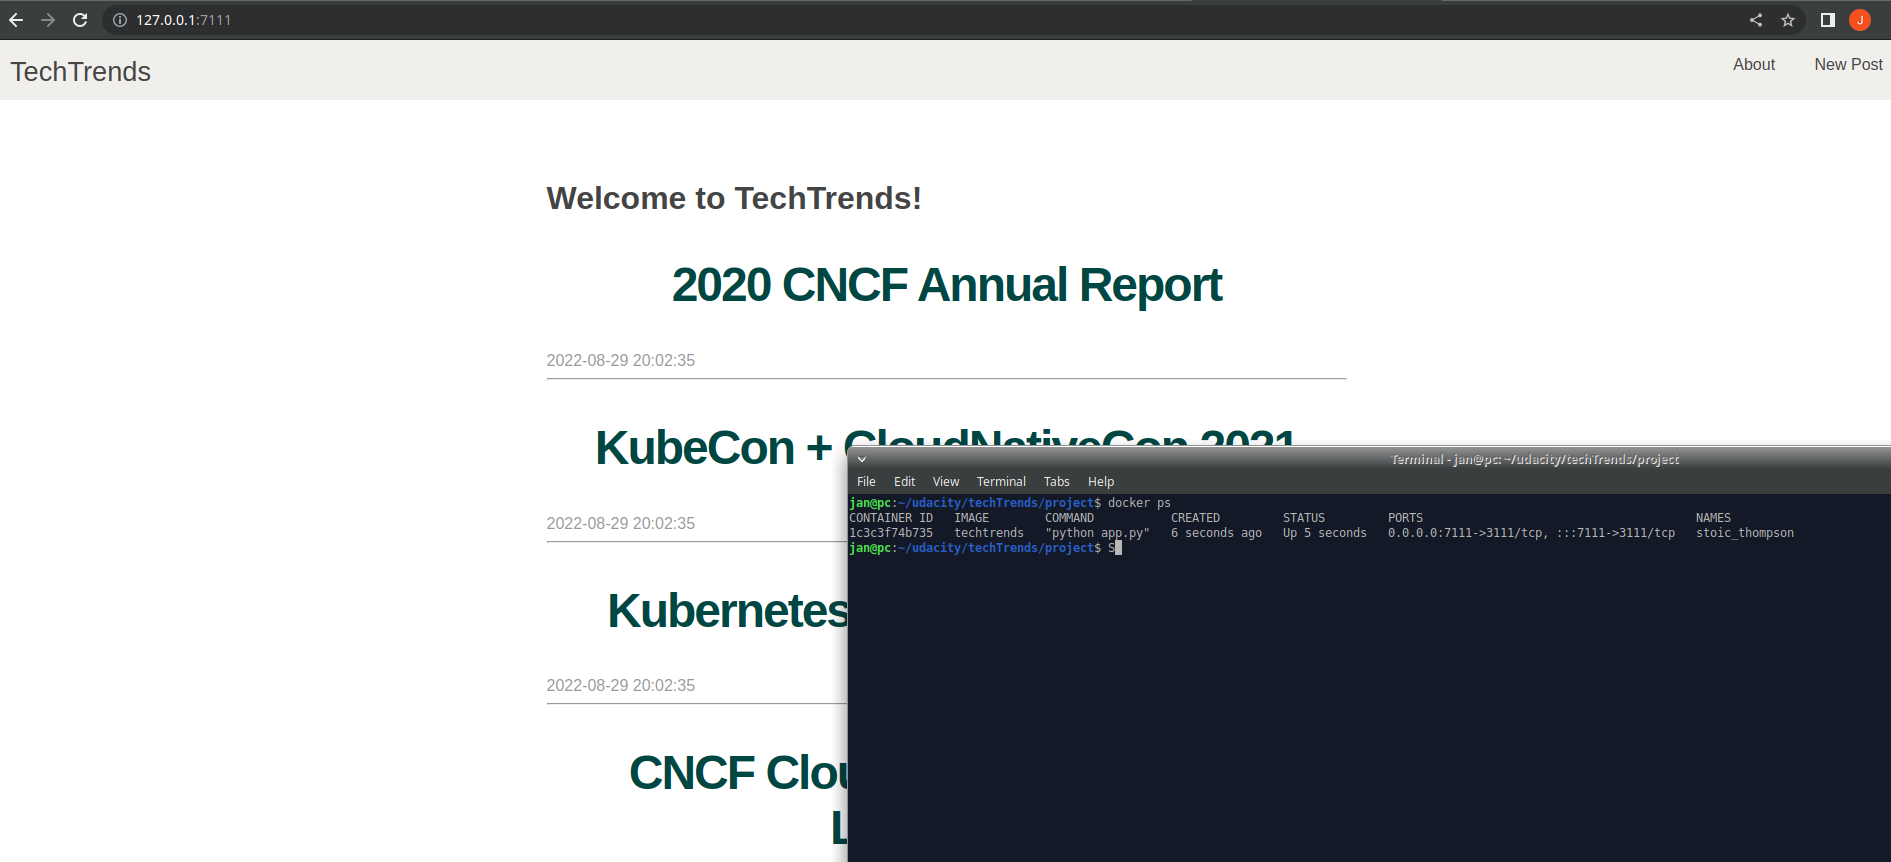 127.0.0.1:7111
J
TechTrends
About
New Post
Welcome to TechTrends!
2020 CNCF Annual Report
2022-08-29 20:02:35
KubeCon + CloudNativeCon 2021
2022-08-29 20:02:35
Kubernetes
2022-08-29 20:02:35
CNCF
Terminal - jan@pc: ~/udacity/techTrends/project
File Edit View Terminal Tabs Help
jan@pc:~/udacity/techTrends/project$ docker ps
CONTAINER ID IMAGE COMMAND CREATED STATUS PORTS NAMES
1c3c3f74b735 techtrends "python app.py" 6 seconds ago Up 5 seconds 0.0.0.0:7111->3111/tcp, :::7111->3111/tcp stoic_thompson
jan@pc:~/udacity/techTrends/project$ S